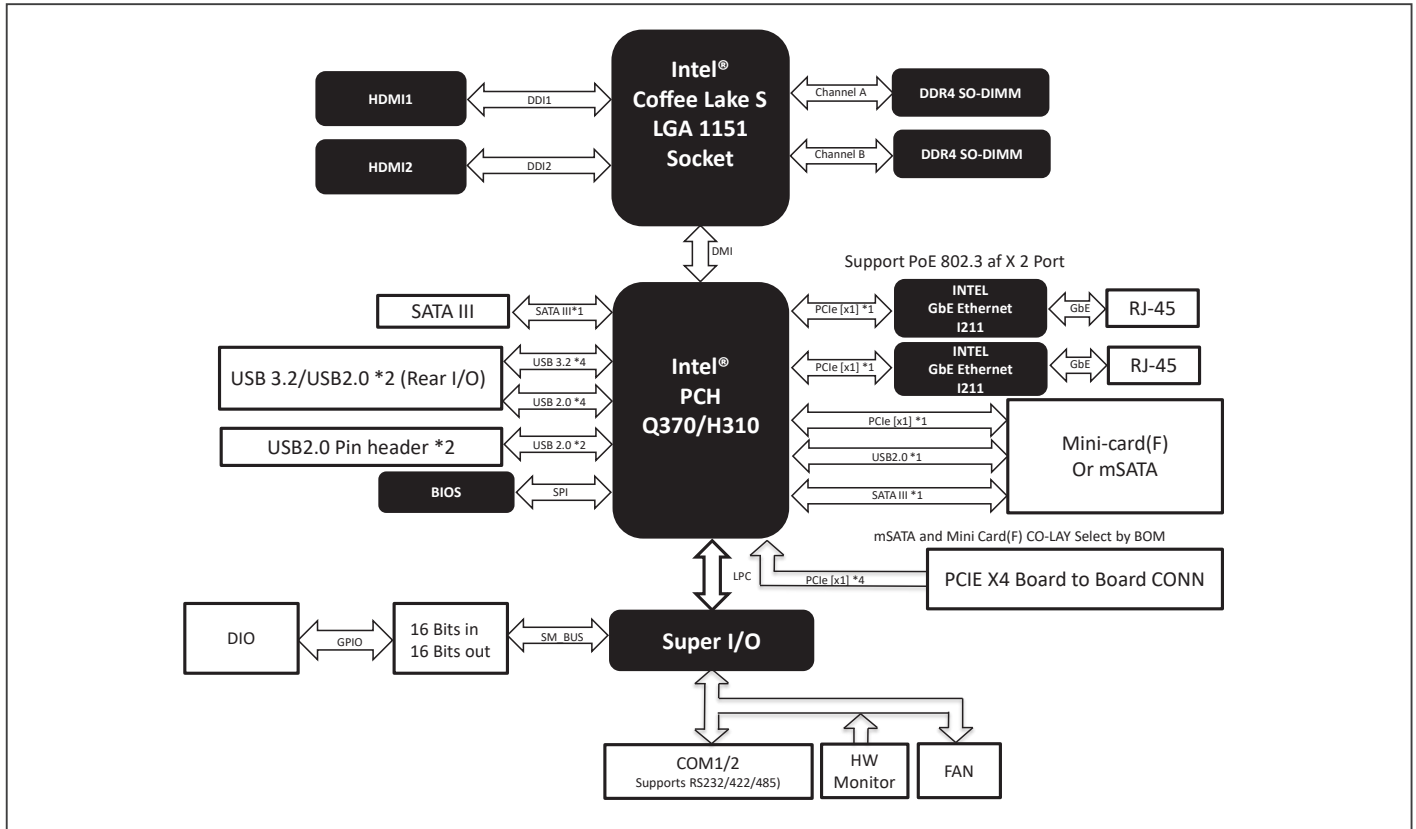 Intel®
Coffee Lake S
LGA 1151
Socket
HDMI1
DDI1
Channel A
DDR4 SO-DIMM
HDMI2
DDI2
Channel B
DDR4 SO-DIMM
DMI
Support PoE 802.3 af X 2 Port
SATA III
SATA III*1
PCIe [x1] *1
INTEL
GbE Ethernet
I211
GbE
RJ-45
Intel®
PCH
Q370/H310
USB 3.2/USB2.0 *2 (Rear I/O)
USB 3.2 *4
USB 2.0 *4
PCIe [x1] *1
INTEL
GbE Ethernet
I211
GbE
RJ-45
USB2.0 Pin header *2
USB 2.0 *2
PCIe [x1] *1
USB2.0 *1
SATA III *1
Mini-card(F)
Or mSATA
BIOS
SPI
mSATA and Mini Card(F) CO-LAY Select by BOM
LPC
PCIe [x1] *4
PCIE X4 Board to Board CONN
DIO
GPIO
16 Bits in
16 Bits out
SM_BUS
Super I/O
COM1/2
Supports RS232/422/485)
HW
Monitor
FAN